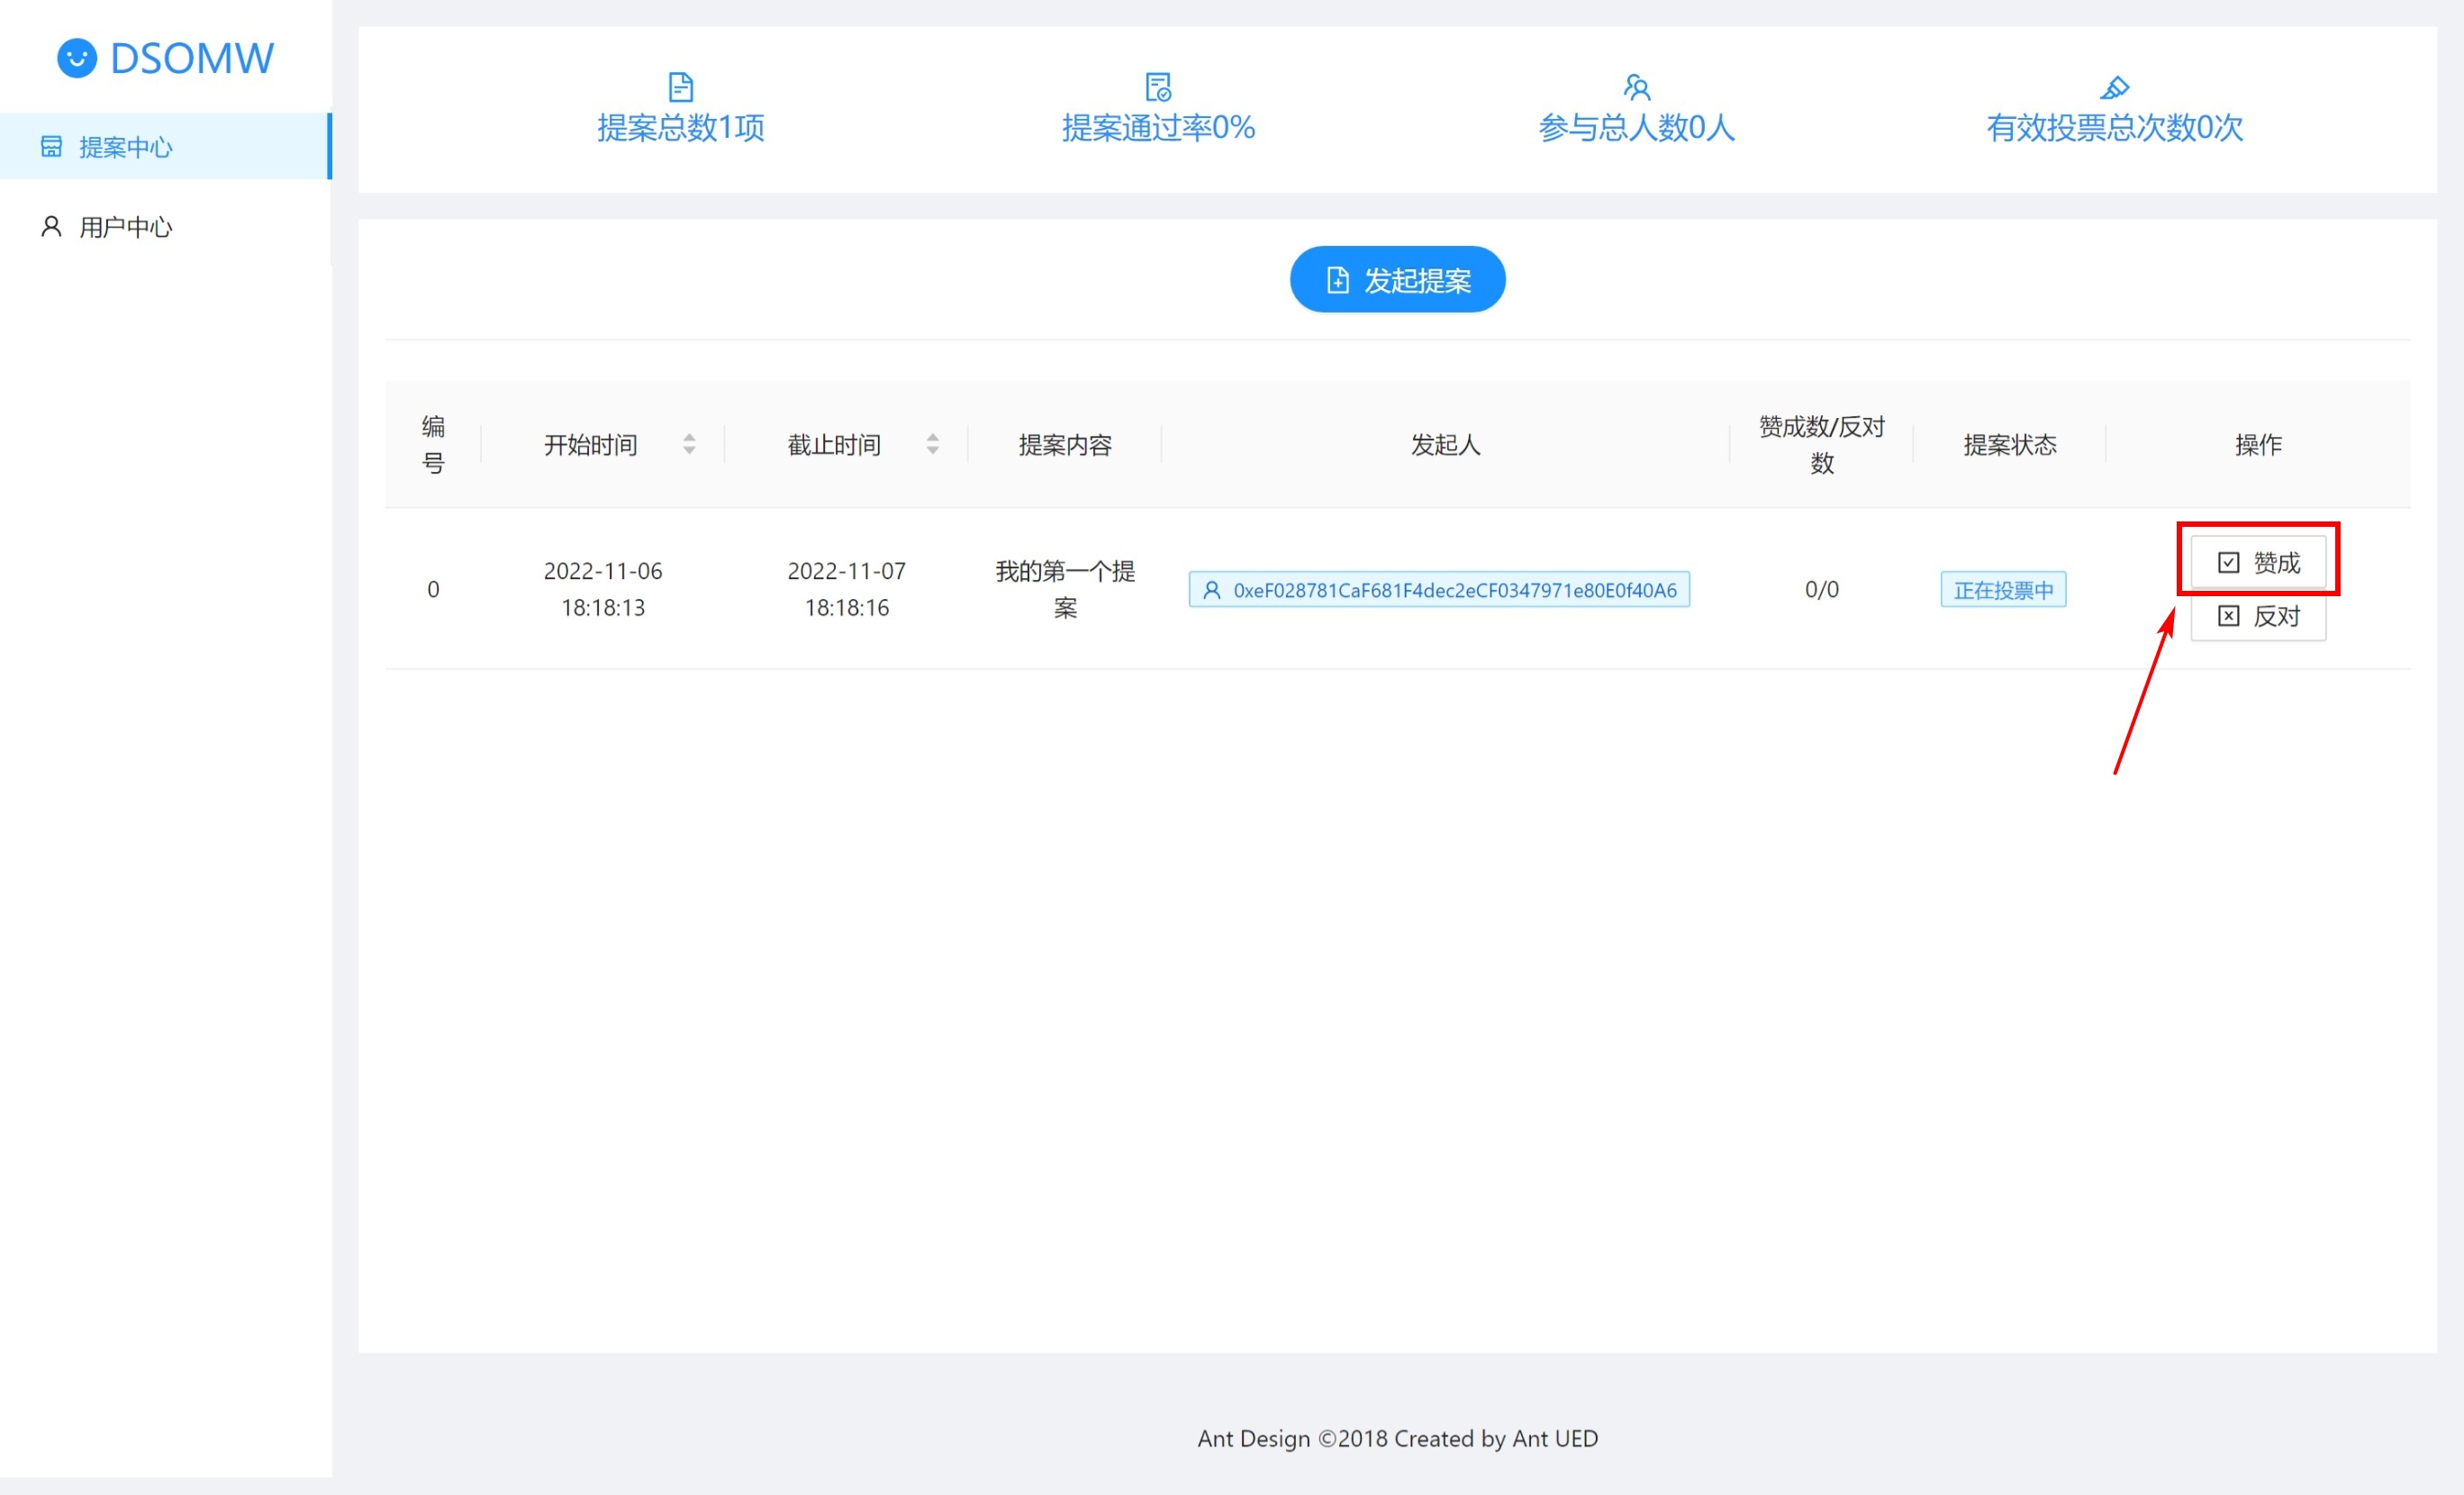 DSOMW
提案中心
用户中心
提案总数1项
提案通过率0%
参与总人数0人
有效投票总次数0次
发起提案
编
号
开始时间
截止时间
提案内容
发起人
赞成数/反对
数
提案状态
操作
0
2022-11-06
18:18:13
2022-11-07
18:18:16
我的第一个提
案
0xeF028781CaF681F4dec2eCF0347971e80E0f40A6
0/0
正在投票中
赞成
反对
Ant Design ©2018 Created by Ant UED